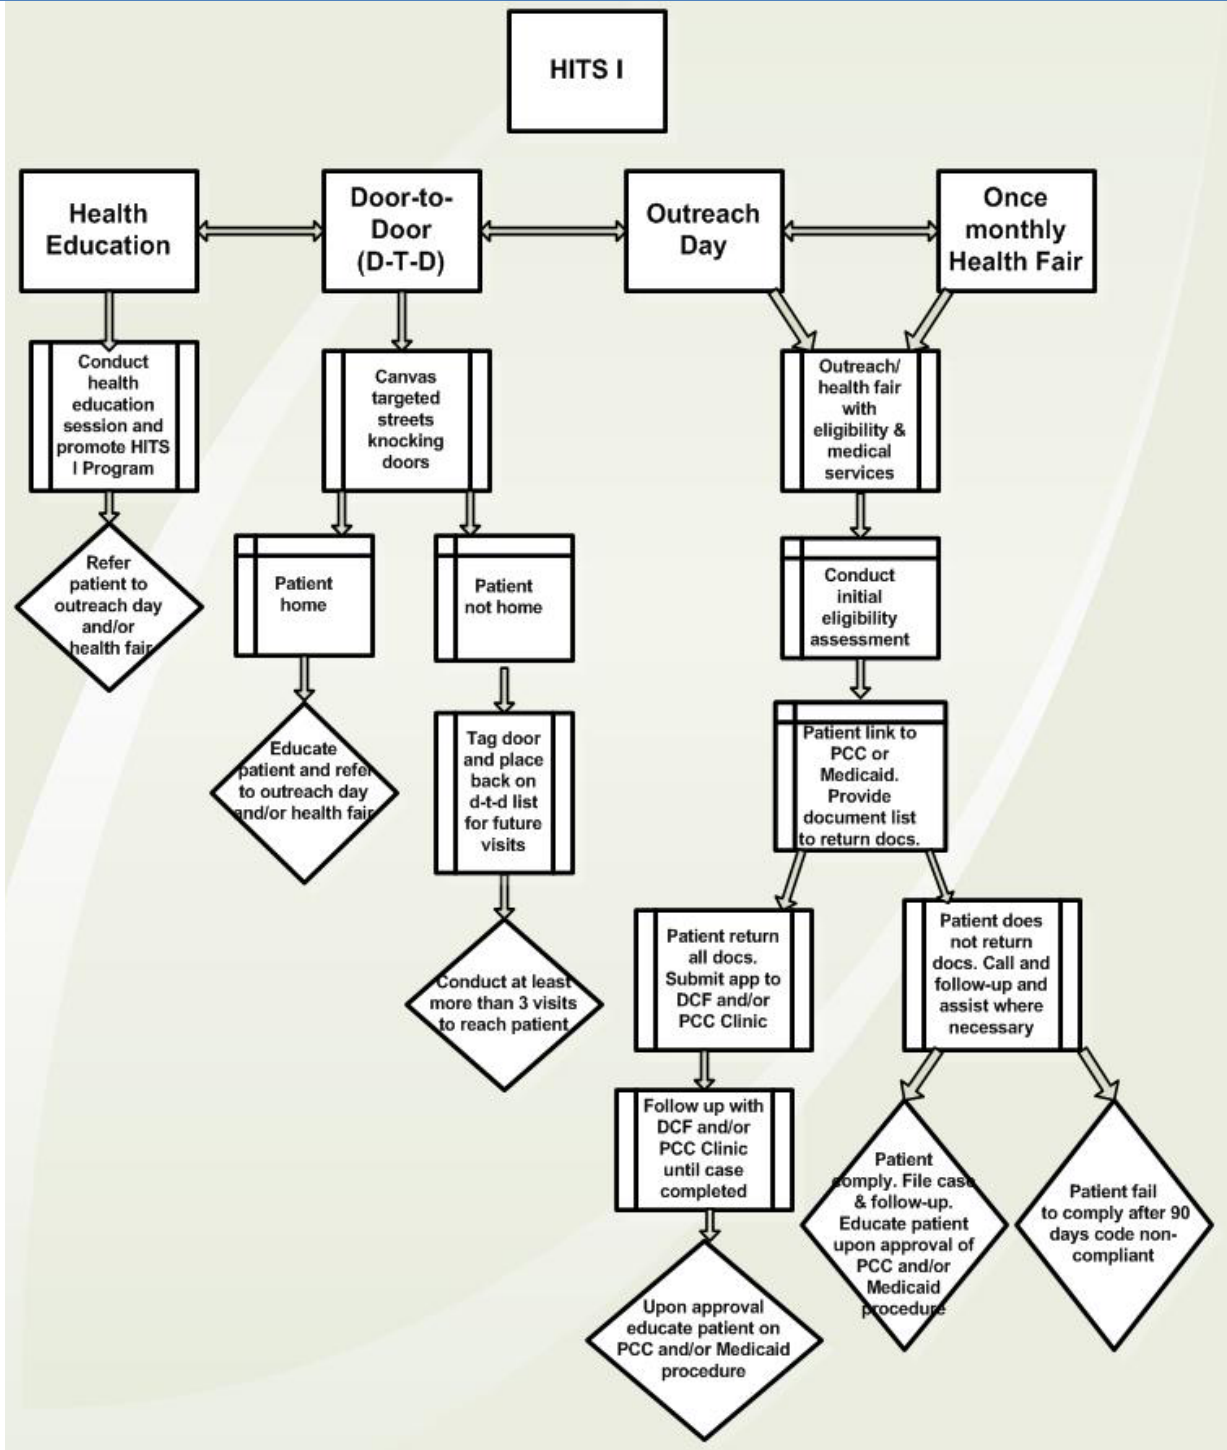 HITS I
Health
Education
Door-to-
Door
(D-T-D)
Outreach
Day
Once
monthly
Health Fair
Conduct
health
education
session and
promote HITS
I Program
Canvas
targeted
streets
knocking
doors
Outreach/
health fair
with
eligibility &
medical
services
Refer
patient to
outreach day
and/or
health fair
Patient
home
Patient
not home
Conduct
initial
eligibility
assessment
Educate
patient and refer
to outreach day
and/or health fair
Tag door
and place
back on
d-t-d list
for future
visits
Patient link to
PCC or
Medicaid.
Provide
document list
to return docs.
Conduct at least
more than 3 visits
to reach patient
Patient return
all docs.
Submit app to
DCF and/or
PCC Clinic
Patient does
not return
docs. Call and
follow-up and
assist where
necessary
Follow up with
DCF and/or
PCC Clinic
until case
completed
Patient
comply. File case
& follow-up.
Educate patient
upon approval of
PCC and/or
Medicaid
procedure
Patient fail
to comply after 90
days code non-
compliant
Upon approval
educate patient on
PCC and/or Medicaid
procedure